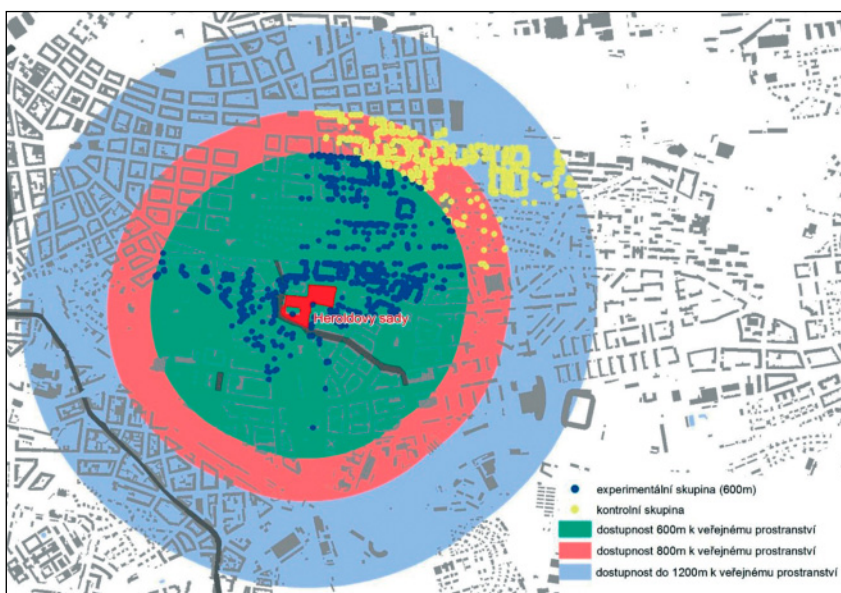 Heroldovy sady
experimentální skupina (600m)
kontrolní skupina
dostupnost 600m k veřejnému prostranství
dostupnost 800m k veřejnému prostranství
dostupnost do 1200m k veřejnému prostranství